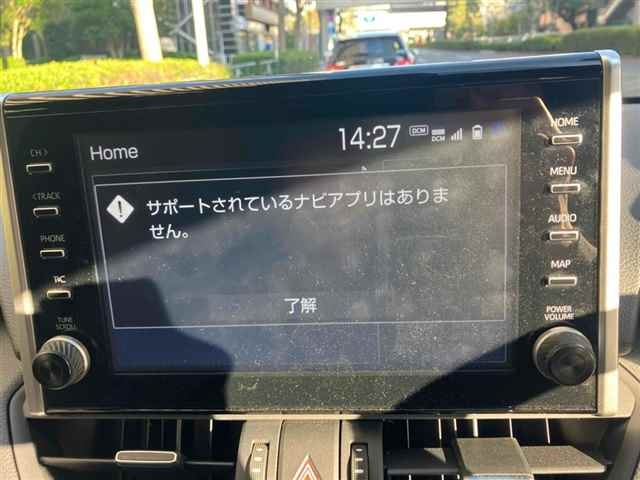 Home
14:27
DCM
DCM
サポートされているナビアプリはありま
せん。
了解
CH >
< TRACK
PHONE
TUNE
SCROLL
HOME
MENU
AUDIO
MAP
POWER
VOLUME